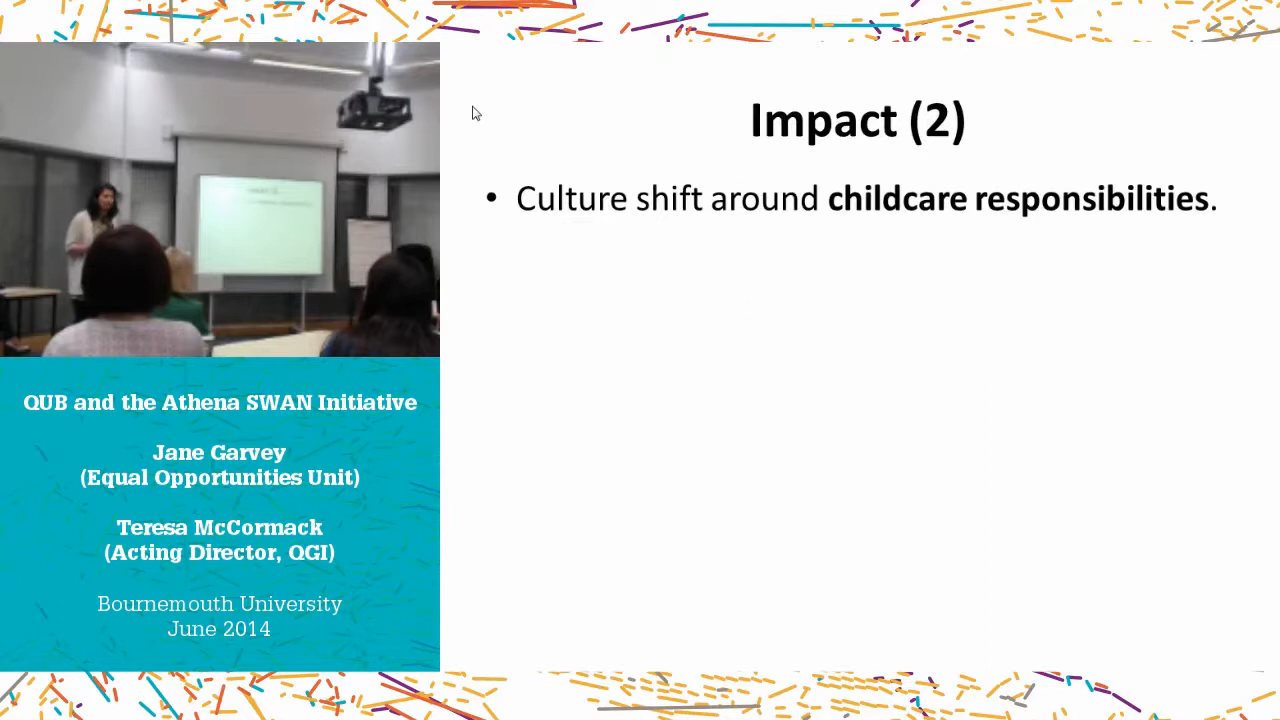 Impact (2)
• Culture shift around childcare responsibilities.
QUB and the Athena SWAN Initiative
Jane Garvey
(Equal Opportunities Unit)
Teresa McCormack
(Acting Director, QGI)
Bournemouth University
June 2014